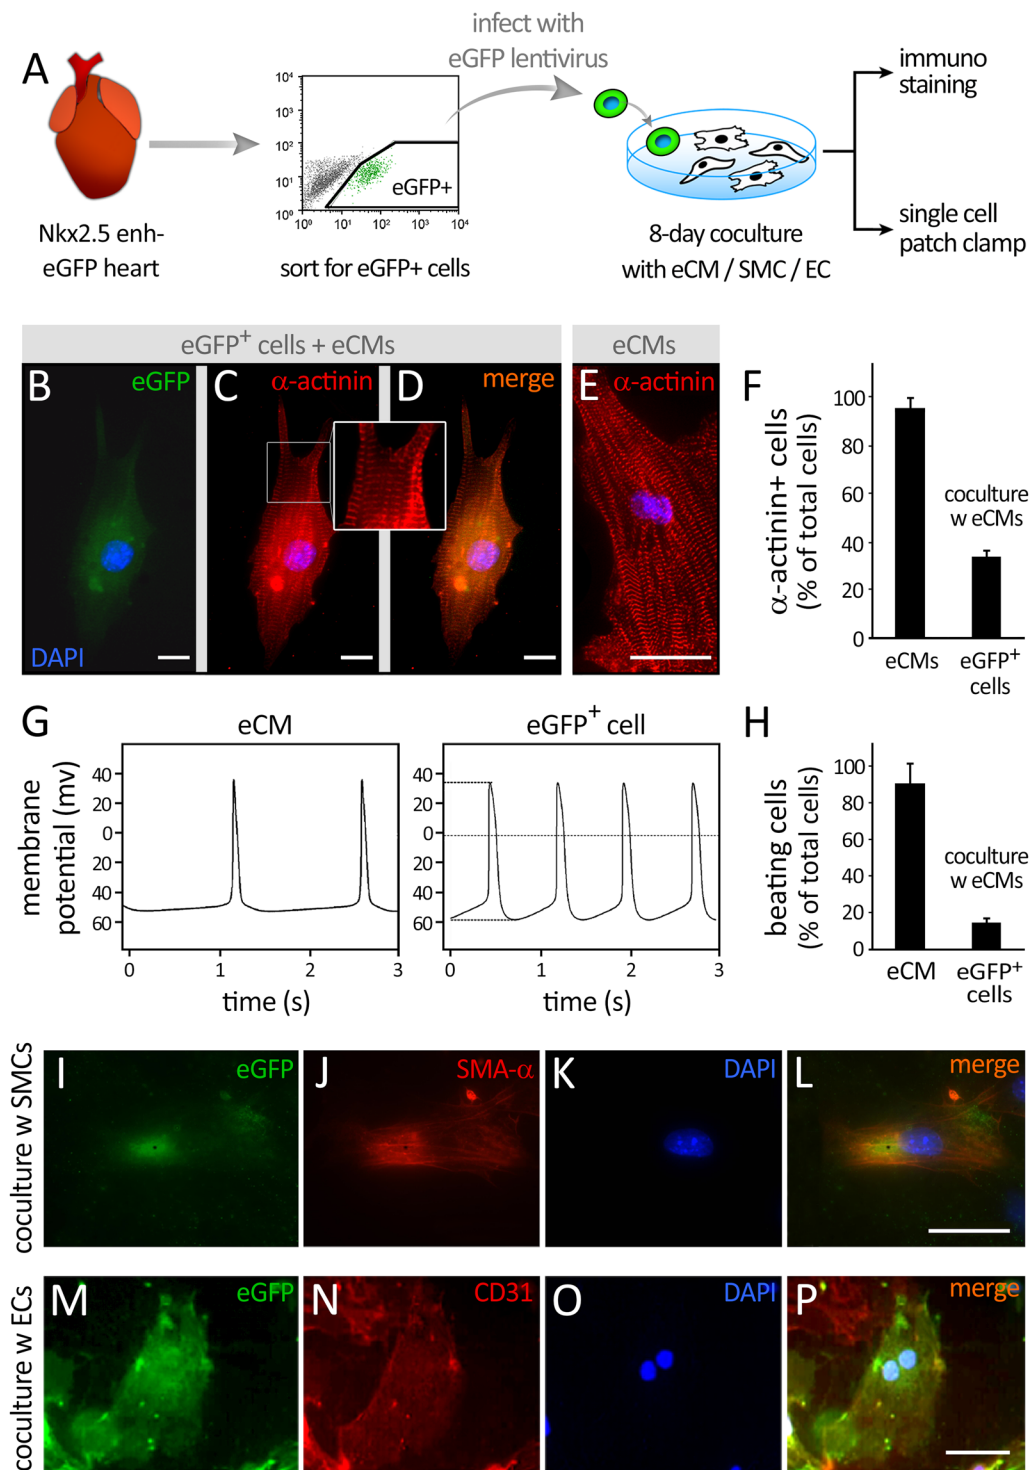 A
infect with
eGFP lentivirus
immuno
staining
10⁴
10³
10²
10¹
10⁰
eGFP+
10⁰ 10¹ 10² 10³ 10⁴
Nkx2.5 enh-
eGFP heart
sort for eGFP+ cells
8-day coculture
with eCM / SMC / EC
single cell
patch clamp
eGFP⁺ cells + eCMs
eCMs
B eGFP
DAPI
C α-actinin
D merge
E α-actinin
F
α-actinin+ cells
(% of total cells)
100
80
60
40
20
0
coculture
w eCMs
eCMs eGFP⁺
cells
G
eCM
eGFP⁺ cell
membrane
potential (mv)
40
20
0
20
40
60
0 1 2 3
time (s)
40
20
0
20
40
60
0 1 2 3
time (s)
H
beating cells
(% of total cells)
100
80
60
40
20
0
coculture
w eCMs
eCM eGFP⁺
cells
coculture w SMCs
I eGFP
J SMA-α
K DAPI
L merge
coculture w ECs
M eGFP
N CD31
O DAPI
P merge